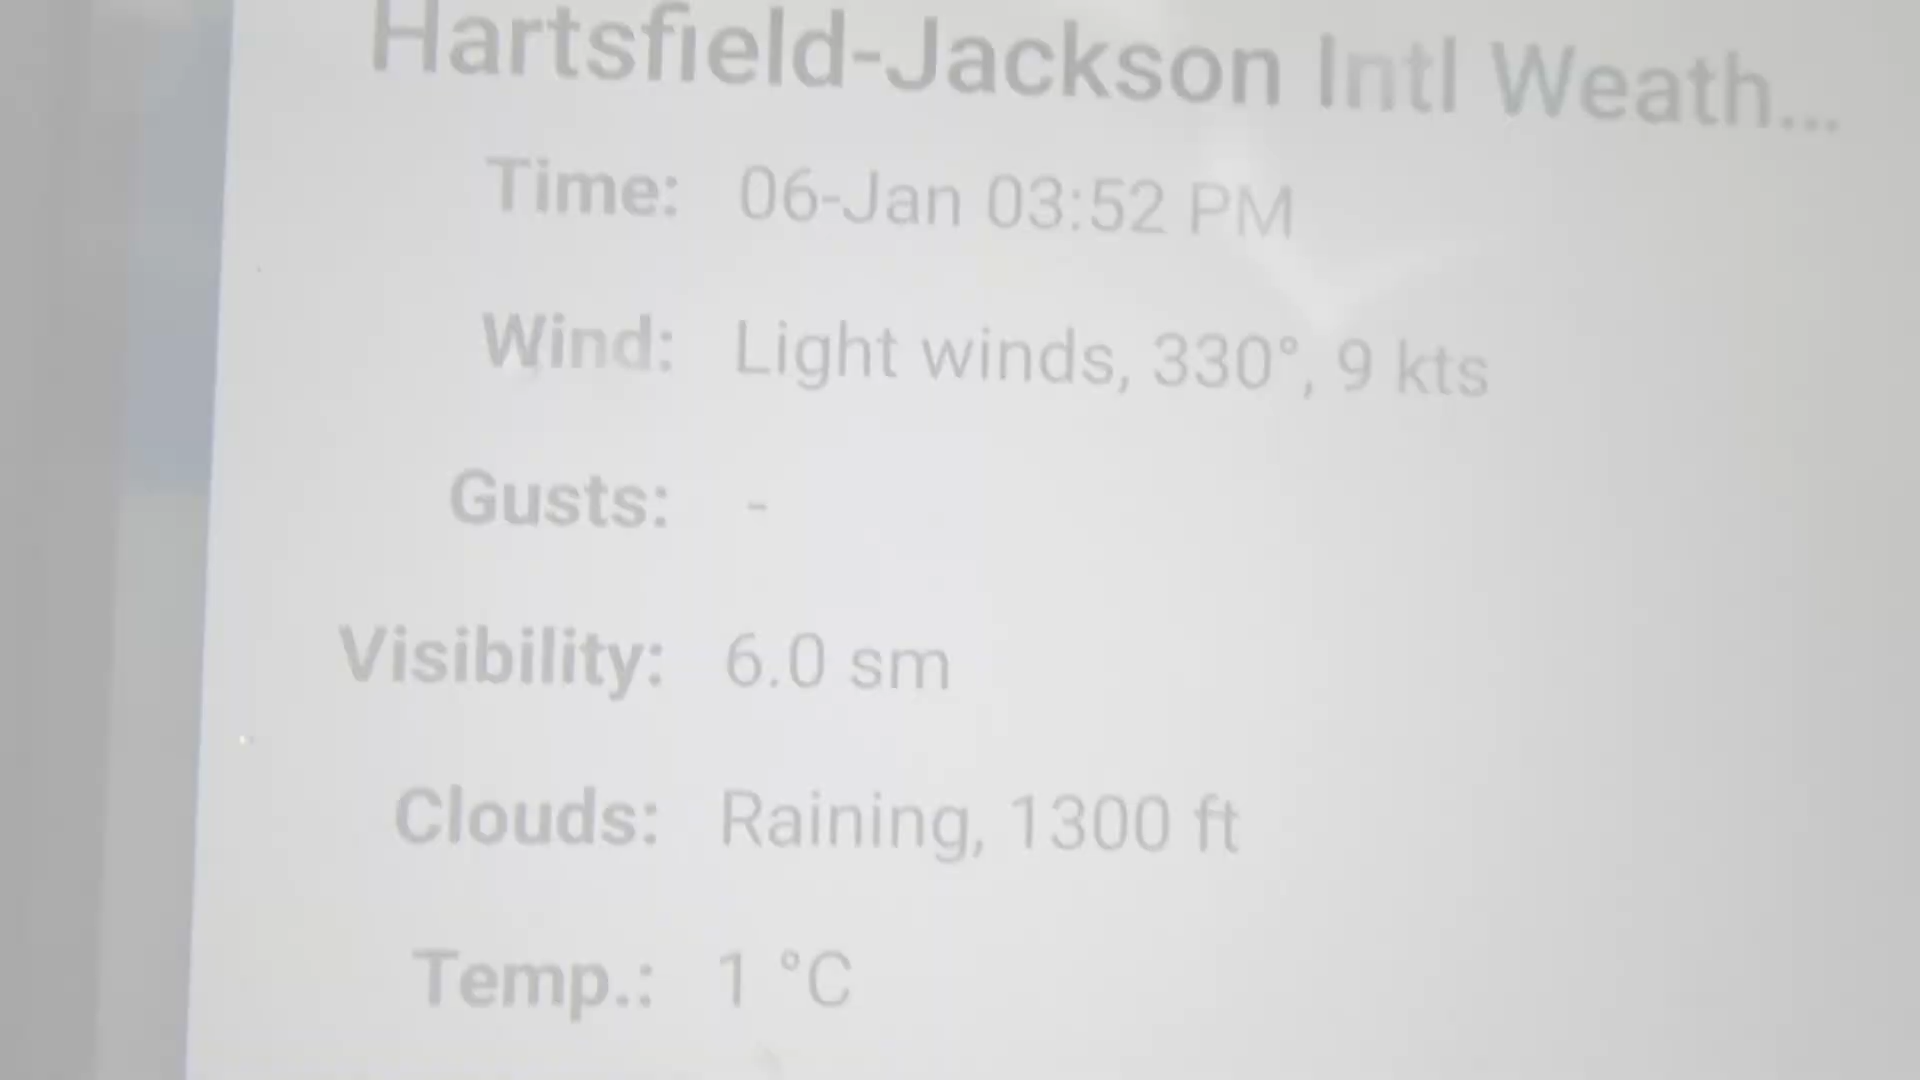 Hartsfield-Jackson Intl Weath...
Time: 06-Jan 03:52 PM
Wind: Light winds, 330°, 9 kts
Gusts: -
Visibility: 6.0 sm
Clouds: Raining, 1300 ft
Temp.: 1 °C